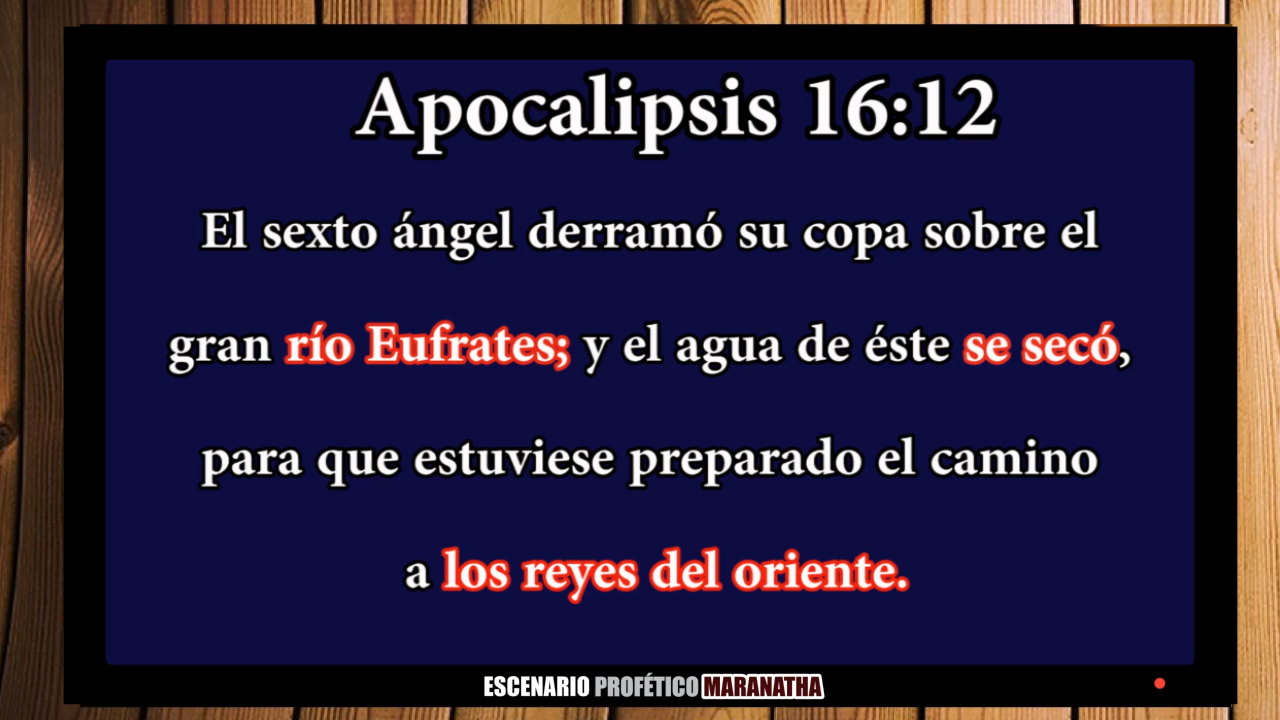 Apocalipsis 16:12
El sexto ángel derramó su copa sobre el
gran río Eufrates; y el agua de éste se secó,
para que estuviese preparado el camino
a los reyes del oriente.
ESCENARIO PROFÉTICO MARANATHA